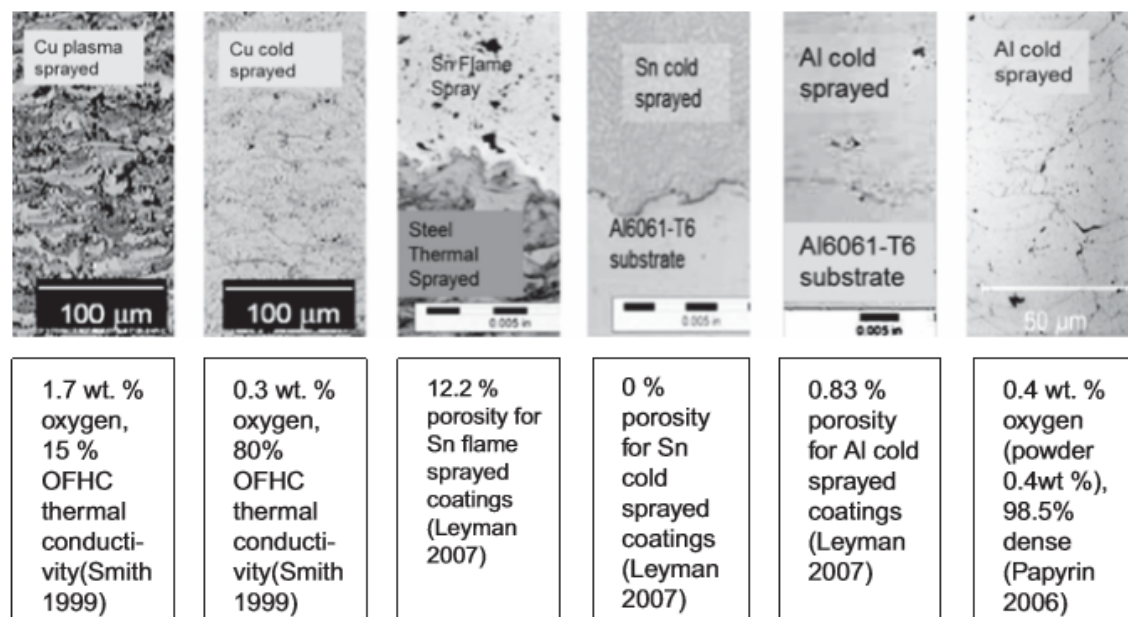 Cu plasma
sprayed
100 µm
Cu cold
sprayed
100 µm
Sn Flame
Spray
Steel
Thermal
Sprayed
0.005 in
Sn cold
sprayed
Al6061-T6
substrate
0.005 in
Al cold
sprayed
Al6061-T6
substrate
0.005 in
Al cold
sprayed
50 µm
1.7 wt. %
oxygen,
15 %
OFHC
thermal
conducti-
vity(Smith
1999)
0.3 wt. %
oxygen,
80%
OFHC
thermal
conducti-
vity(Smith
1999)
12.2 %
porosity for
Sn flame
sprayed
coatings
(Leyman
2007)
0 %
porosity
for Sn
cold
sprayed
coatings
(Leyman
2007)
0.83 %
porosity
for Al cold
sprayed
coatings
(Leyman
2007)
0.4 wt. %
oxygen
(powder
0.4wt %),
98.5%
dense
(Papyrin
2006)